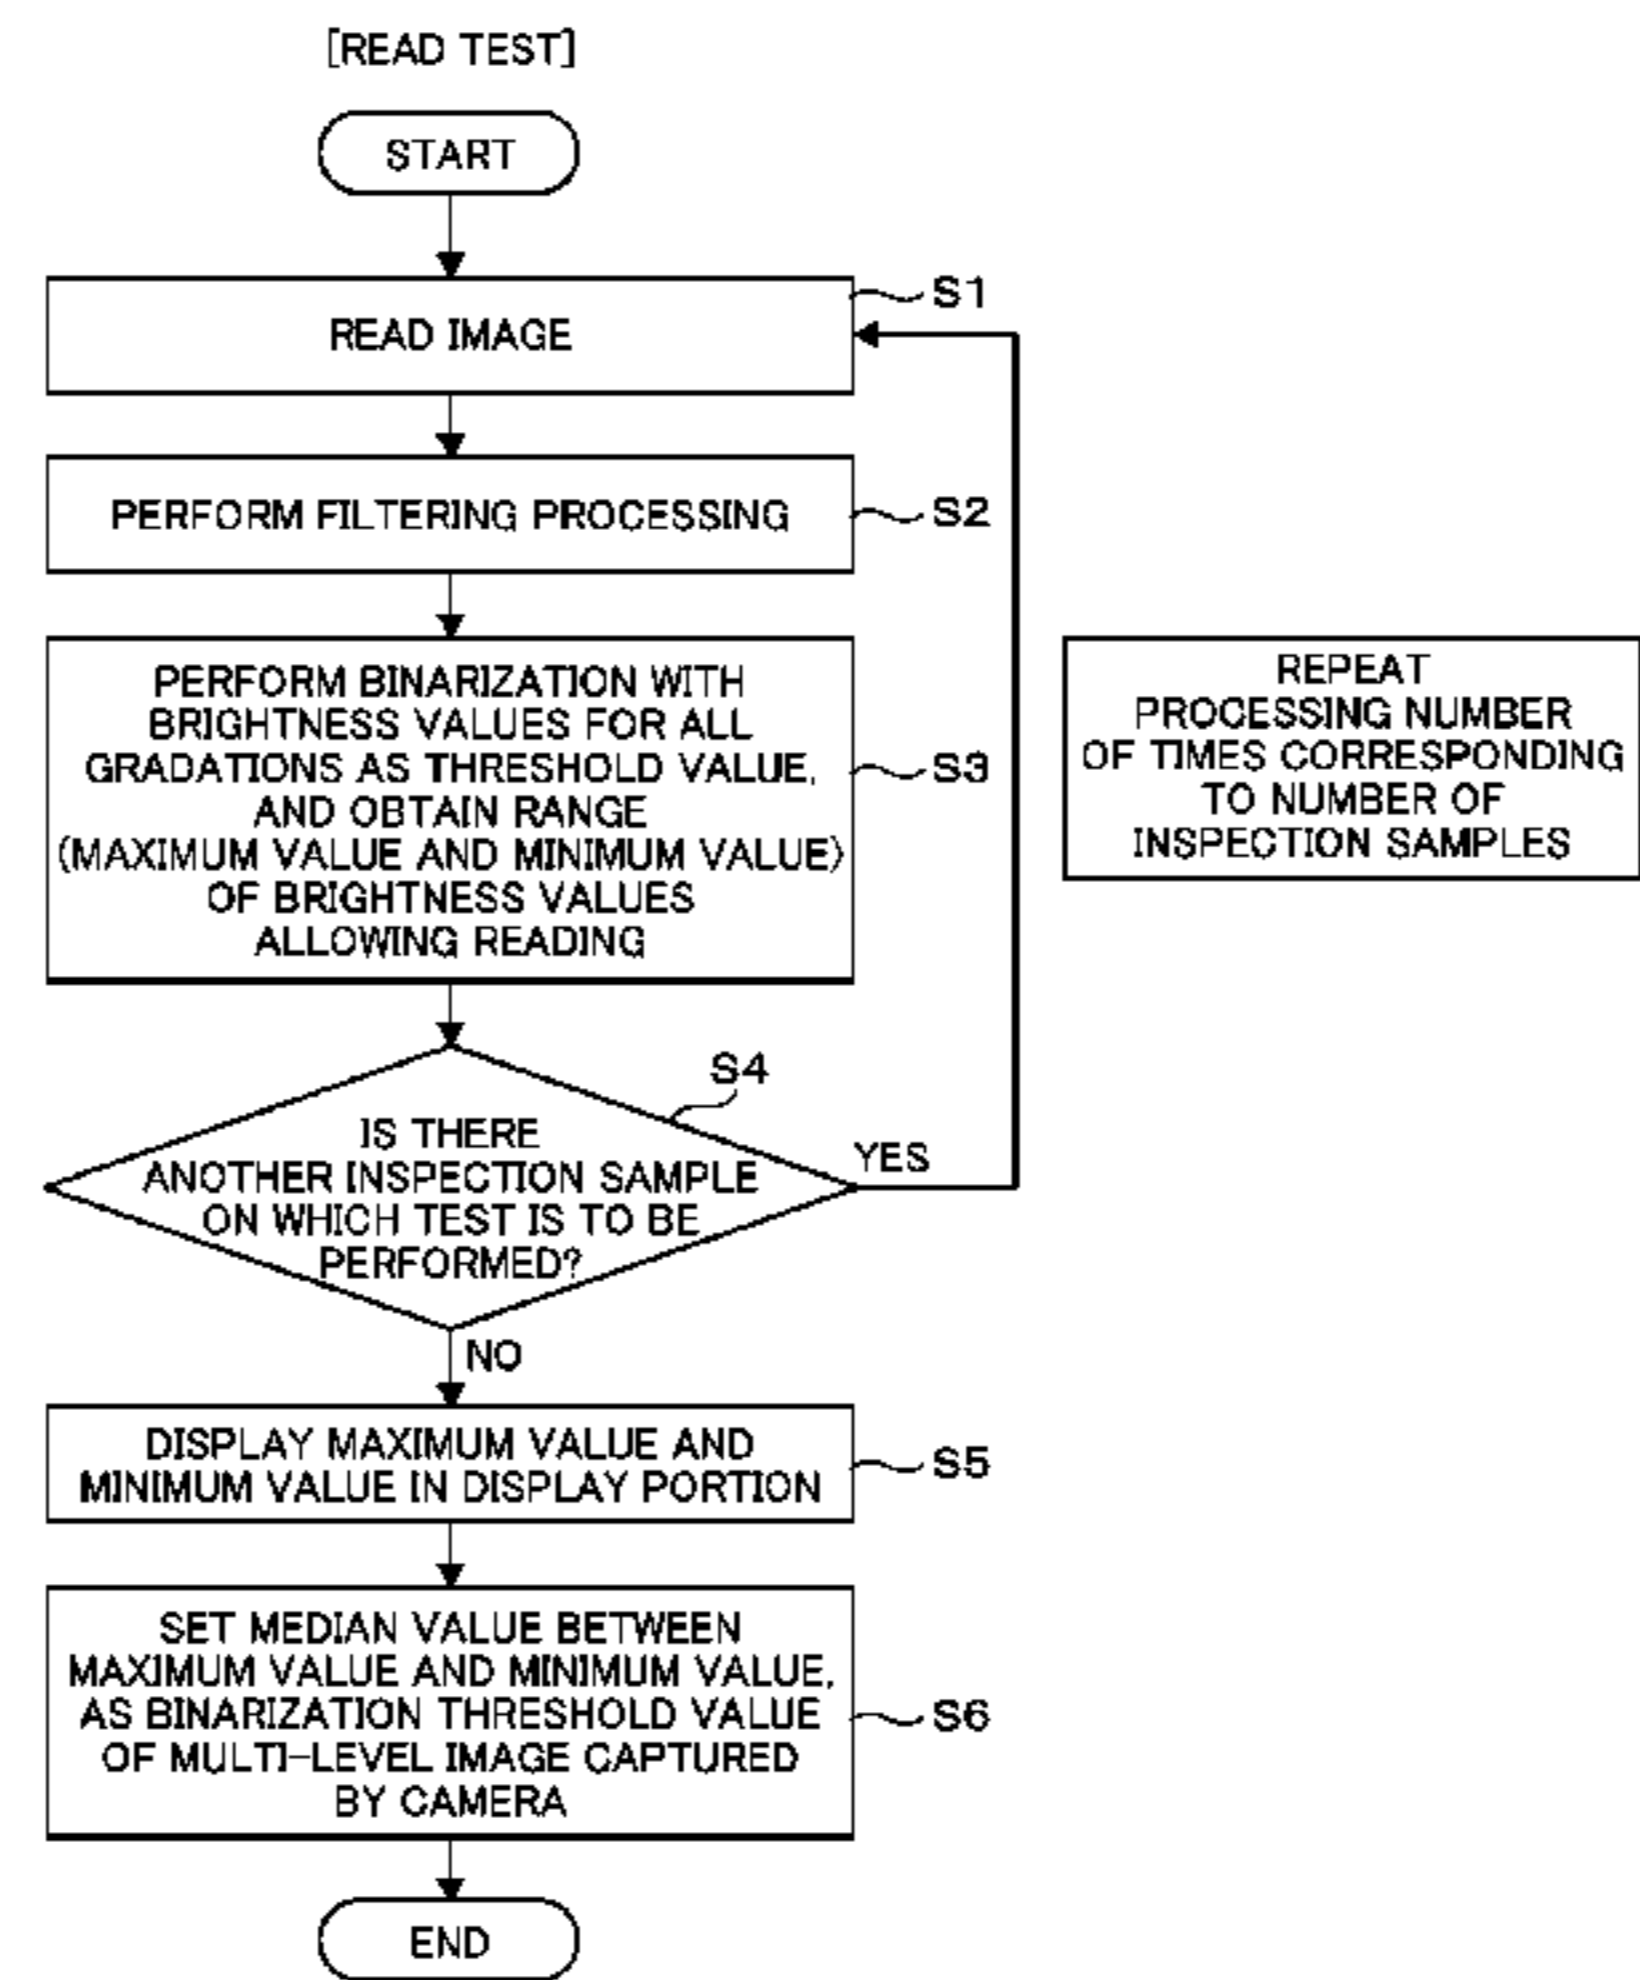 [READ TEST]
START
READ IMAGE
S1
PERFORM FILTERING PROCESSING
S2
PERFORM BINARIZATION WITH
BRIGHTNESS VALUES FOR ALL
GRADATIONS AS THRESHOLD VALUE,
AND OBTAIN RANGE
(MAXIMUM VALUE AND MINIMUM VALUE)
OF BRIGHTNESS VALUES
ALLOWING READING
S3
REPEAT
PROCESSING NUMBER
OF TIMES CORRESPONDING
TO NUMBER OF
INSPECTION SAMPLES
S4
IS THERE
ANOTHER INSPECTION SAMPLE
ON WHICH TEST IS TO BE
PERFORMED?
YES
NO
DISPLAY MAXIMUM VALUE AND
MINIMUM VALUE IN DISPLAY PORTION
S5
SET MEDIAN VALUE BETWEEN
MAXIMUM VALUE AND MINIMUM VALUE,
AS BINARIZATION THRESHOLD VALUE
OF MULTI-LEVEL IMAGE CAPTURED
BY CAMERA
S6
END